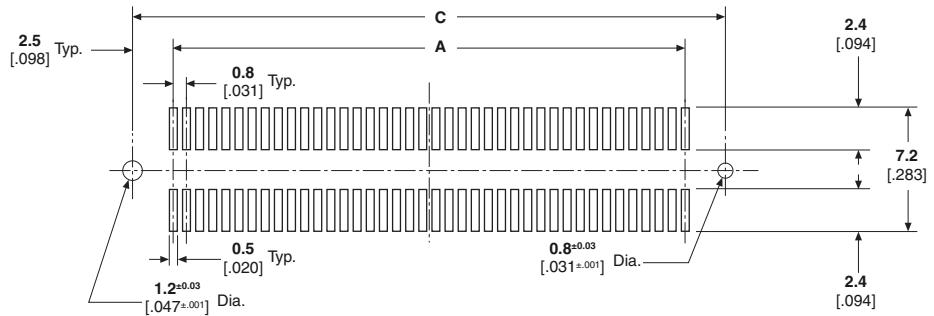 C
2.5
[.098] Typ.
A
2.4
[.094]
0.8
[.031] Typ.
7.2
[.283]
0.5
[.020] Typ.
0.8±0.03
[.031±.001] Dia.
1.2±0.03
[.047±.001] Dia.
2.4
[.094]